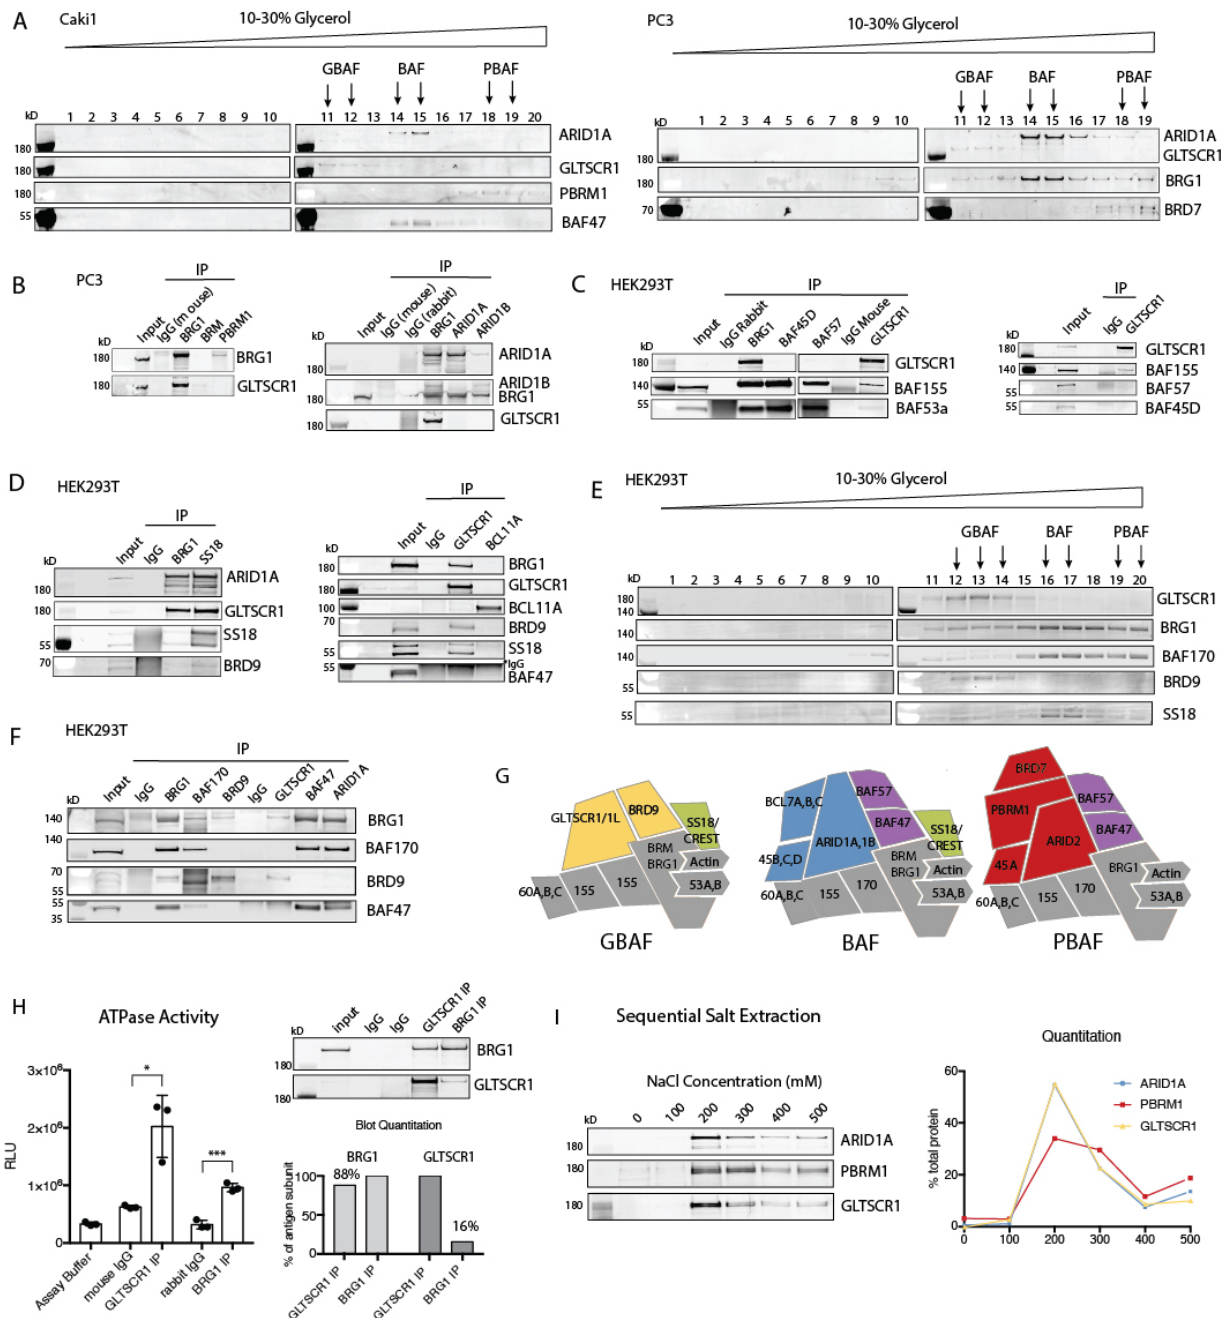 A
Caki1
10-30% Glycerol
GBAF BAF PBAF
kD 1 2 3 4 5 6 7 8 9 10 11 12 13 14 15 16 17 18 19 20
180 180 ARID1A
180 180 GLTSCR1
180 180 PBRM1
55 55 BAF47
PC3
10-30% Glycerol
GBAF BAF PBAF
kD 1 2 3 4 5 6 7 8 9 10 11 12 13 14 15 16 17 18 19
ARID1A
180 180 GLTSCR1
180 180 BRG1
70 70 BRD7
B
PC3
IP
Input IgG (m ouse) BRG1 BRM PBRM1
kD
180 BRG1
180 GLTSCR1
IP
Input IgG (mouse) IgG (rabbit) BRG1 ARID1A ARID1B
kD
180 ARID1A
ARID1B
180 BRG1
180 GLTSCR1
C
HEK293T
IP
Input IgG Rabbit BRG1 BAF45D BAF57 IgG Mouse GLTSCR1
kD
180 GLTSCR1
140 BAF155
55 BAF53a
IP
Input IgG GLTSCR1
kD
180 GLTSCR1
140 BAF155
55 BAF57
55 BAF45D
D
HEK293T
IP
Input IgG BRG1 SS18
kD
180 ARID1A
180 GLTSCR1
55 SS18
70 BRD9
IP
Input IgG GLTSCR1 BCL11A
kD
180 BRG1
180 GLTSCR1
100 BCL11A
70 BRD9
55 SS18
*IgG
55 BAF47
E
HEK293T
10-30% Glycerol
GBAF BAF PBAF
kD 1 2 3 4 5 6 7 8 9 10 11 12 13 14 15 16 17 18 19 20
180 140 GLTSCR1
140 BRG1
140 BAF170
55 BRD9
55 SS18
F
HEK293T
IP
Input IgG BRG1 BAF170 BRD9 IgG GLTSCR1 BAF47 ARID1A
kD
140 BRG1
140 BAF170
70 55 BRD9
55 35 BAF47
G
GLTSCR1/1L BRD9 SS18/ CREST
BRM BRG1 Actin
60A,B,C 155 155 53A,B
GBAF
BCL7A,B,C BAF57
BAF47
45B,C,D ARID1A,1B SS18/ CREST
BRM BRG1 Actin
60A,B,C 155 170 53A,B
BAF
BRD7
PBRM1 BAF57
BAF47
45A ARID2
BRG1 Actin
60A,B,C 155 170 53A,B
PBAF
H
ATPase Activity
RLU
3×10⁶
2×10⁶
1×10⁶
0
* ***
Assay Buffer mouse IgG GLTSCR1 IP rabbit IgG BRG1 IP
input IgG IgG GLTSCR1 IP BRG1 IP
kD
180 BRG1
180 GLTSCR1
Blot Quantitation
BRG1 GLTSCR1
% of antigen subunit
100
50
0
88%
16%
GLTSCR1 IP BRG1 IP GLTSCR1 IP BRG1 IP
I
Sequential Salt Extraction
NaCl Concentration (mM)
kD 0 100 200 300 400 500
180 ARID1A
180 PBRM1
180 GLTSCR1
Quantitation
% total protein
60
40
20
0
0 100 200 300 400 500
ARID1A
PBRM1
GLTSCR1